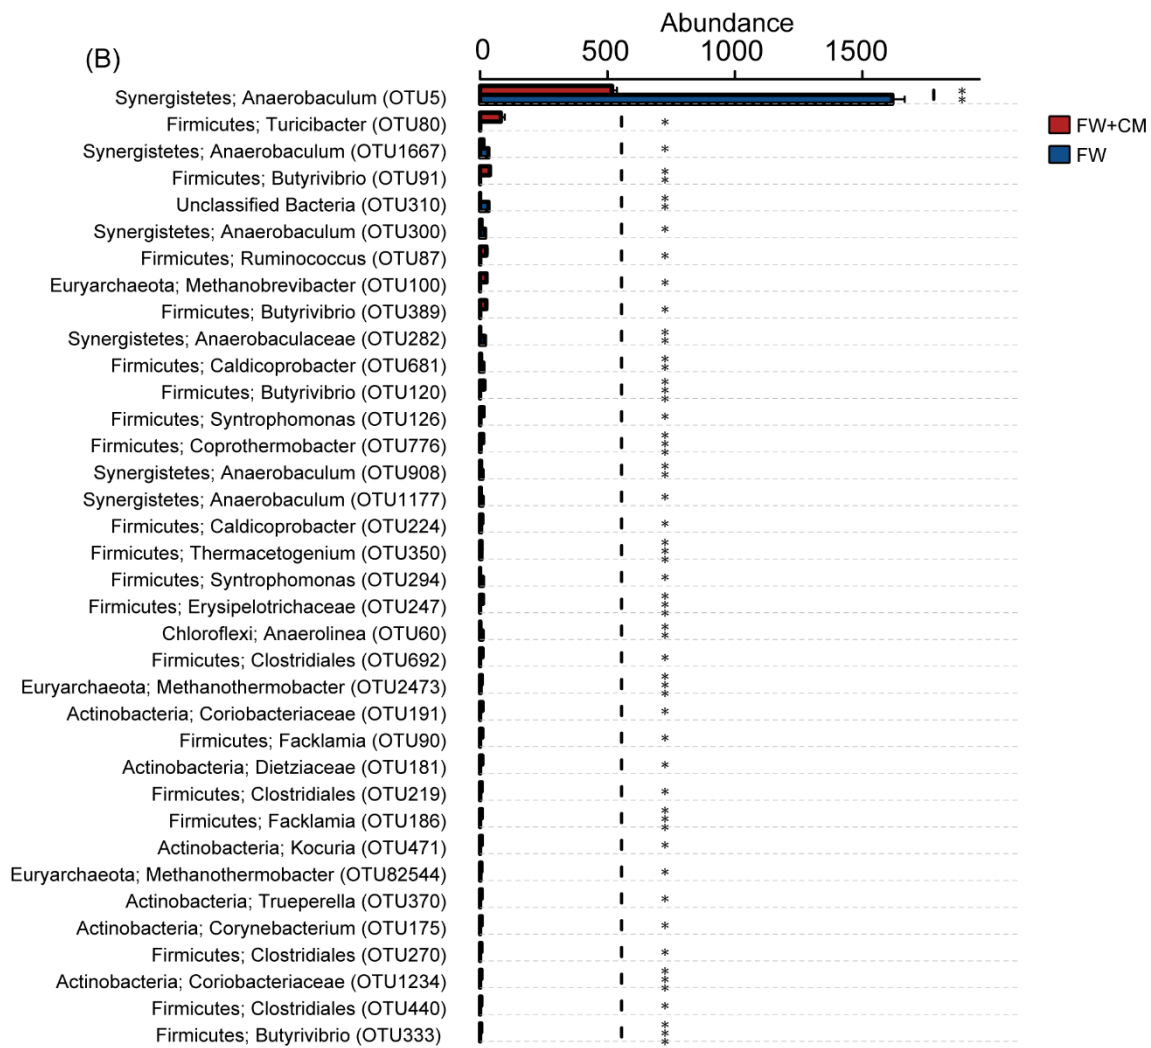 Abundance
(B)
0 500 1000 1500
Synergistetes; Anaerobaculum (OTU5) **
Firmicutes; Turicibacter (OTU80) *
FW+CM
Synergistetes; Anaerobaculum (OTU1667) *
FW
Firmicutes; Butyrivibrio (OTU91) **
Unclassified Bacteria (OTU310) **
Synergistetes; Anaerobaculum (OTU300) *
Firmicutes; Ruminococcus (OTU87) *
Euryarchaeota; Methanobrevibacter (OTU100) *
Firmicutes; Butyrivibrio (OTU389) *
Synergistetes; Anaerobaculaceae (OTU282) **
Firmicutes; Caldicoprobacter (OTU681) **
Firmicutes; Butyrivibrio (OTU120) ***
Firmicutes; Syntrophomonas (OTU126) *
Firmicutes; Coprothermobacter (OTU776) ***
Synergistetes; Anaerobaculum (OTU908) **
Synergistetes; Anaerobaculum (OTU1177) *
Firmicutes; Caldicoprobacter (OTU224) *
Firmicutes; Thermacetogenium (OTU350) ***
Firmicutes; Syntrophomonas (OTU294) *
Firmicutes; Erysipelotrichaceae (OTU247) ***
Chloroflexi; Anaerolinea (OTU60) **
Firmicutes; Clostridiales (OTU692) *
Euryarchaeota; Methanothermobacter (OTU2473) ***
Actinobacteria; Coriobacteriaceae (OTU191) *
Firmicutes; Facklamia (OTU90) *
Actinobacteria; Dietziaceae (OTU181) *
Firmicutes; Clostridiales (OTU219) *
Firmicutes; Facklamia (OTU186) ***
Actinobacteria; Kocuria (OTU471) *
Euryarchaeota; Methanothermobacter (OTU82544) *
Actinobacteria; Trueperella (OTU370) *
Actinobacteria; Corynebacterium (OTU175) *
Firmicutes; Clostridiales (OTU270) *
Actinobacteria; Coriobacteriaceae (OTU1234) ***
Firmicutes; Clostridiales (OTU440) *
Firmicutes; Butyrivibrio (OTU333) ***